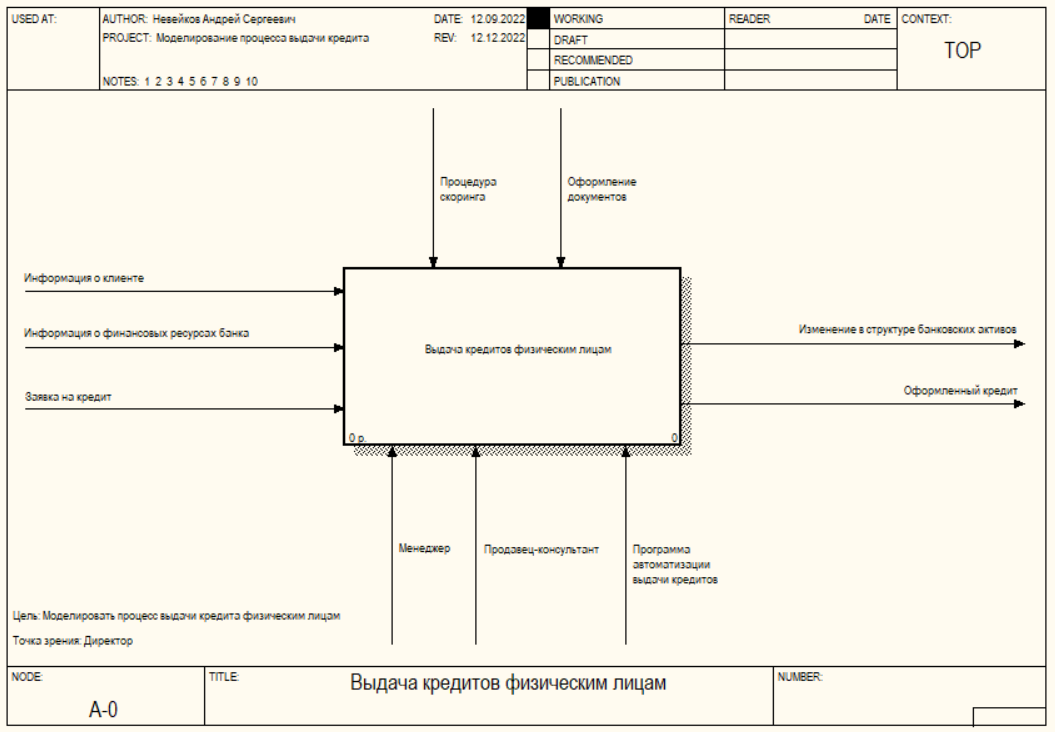 USED AT:
AUTHOR: Невейков Андрей Сергеевич
DATE: 12.09.2022
WORKING
READER
DATE
CONTEXT:
PROJECT: Моделирование процесса выдачи кредита
REV: 12.12.2022
DRAFT
TOP
RECOMMENDED
NOTES: 1 2 3 4 5 6 7 8 9 10
PUBLICATION
Процедура
скоринга
Оформление
документов
Информация о клиенте
Информация о финансовых ресурсах банка
Заявка на кредит
Выдача кредитов физическим лицам
0 р.
0
Изменение в структуре банковских активов
Оформленный кредит
Менеджер
Продавец-консультант
Программа
автоматизации
выдачи кредитов
Цель: Моделировать процесс выдачи кредита физическим лицам
Точка зрения: Директор
NODE:
A-0
TITLE:
Выдача кредитов физическим лицам
NUMBER: